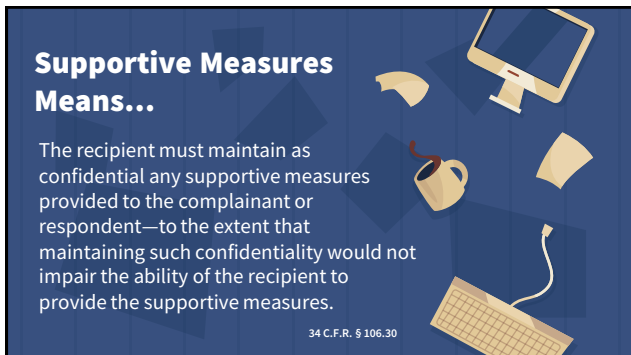 Supportive Measures
Means...
The recipient must maintain as
confidential any supportive measures
provided to the complainant or
respondent—to the extent that
maintaining such confidentiality would not
impair the ability of the recipient to
provide the supportive measures.
34 C.F.R. § 106.30